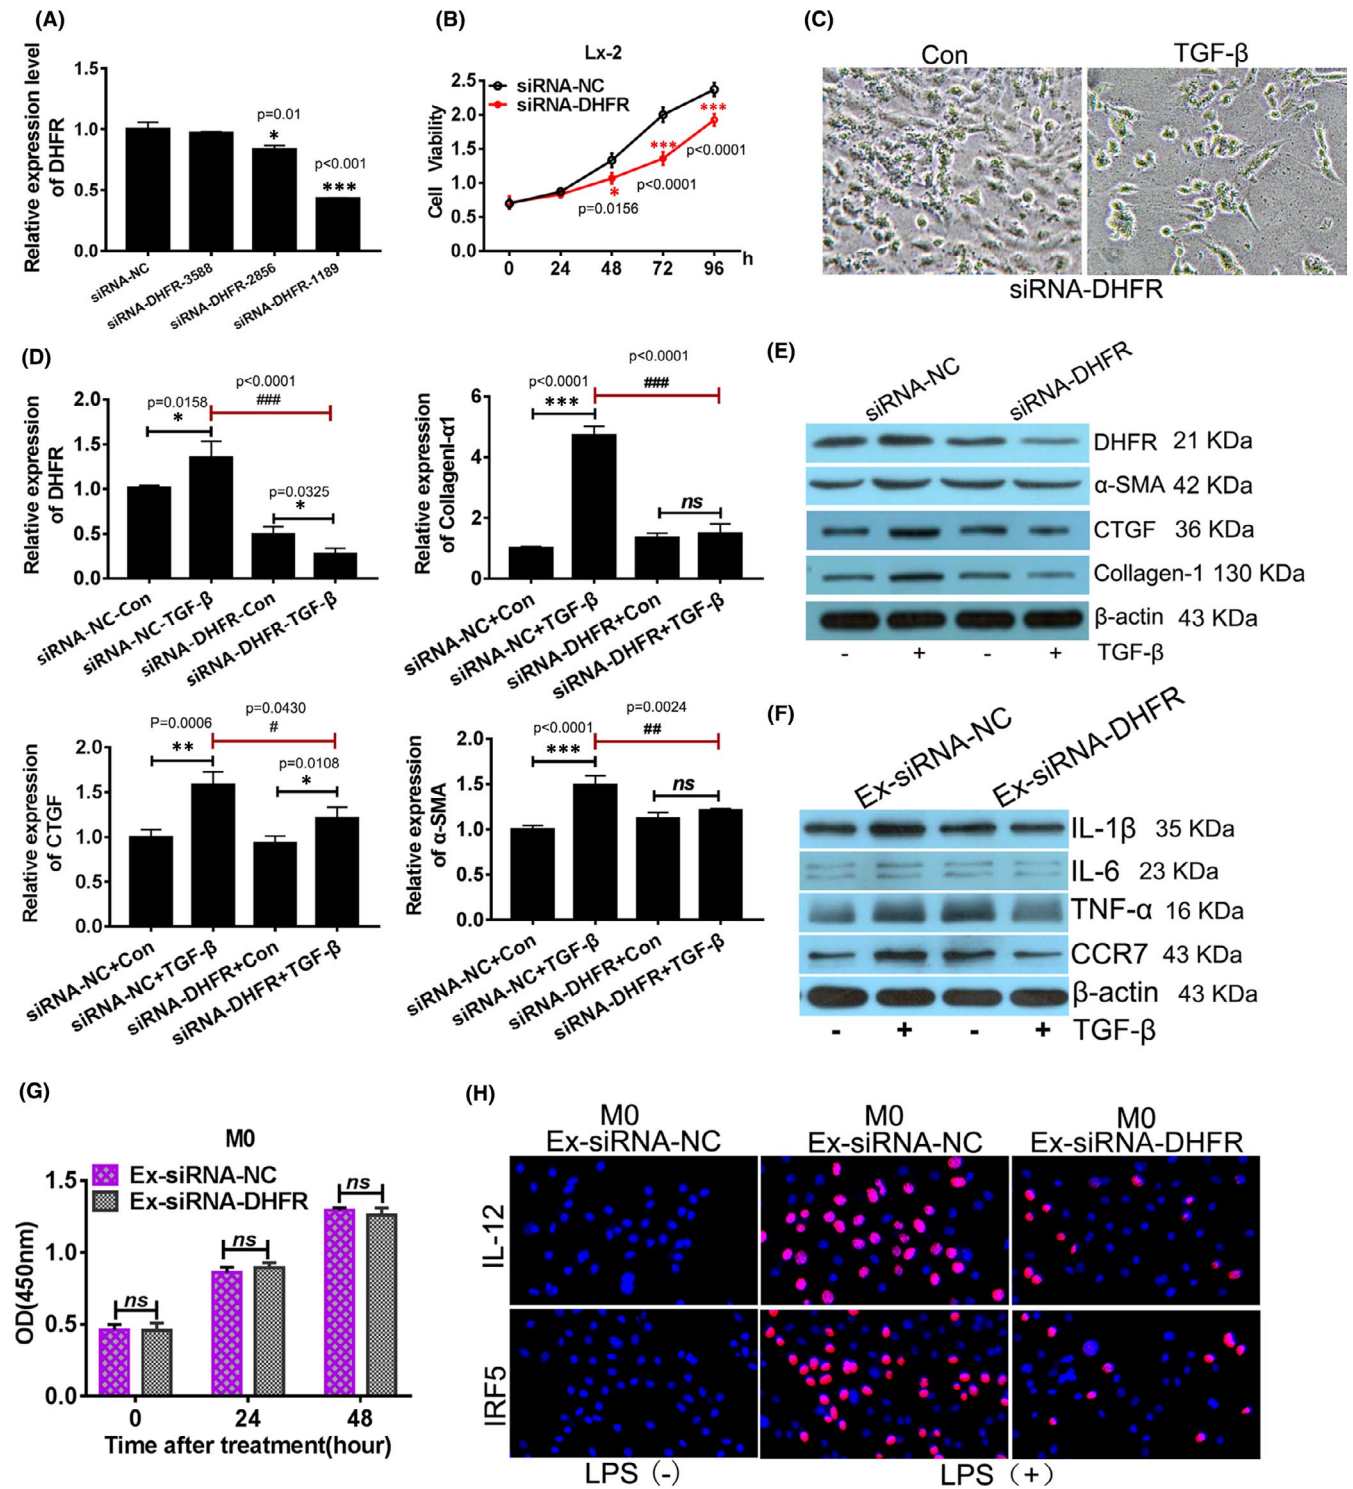 (A)
Relative expression level
of DHFR
1.5
1.0
0.5
0.0
p=0.01
*
p<0.001
***
siRNA-NC
siRNA-DHFR-3588
siRNA-DHFR-2856
siRNA-DHFR-1189
(B)
Lx-2
siRNA-NC
siRNA-DHFR
Cell Viability
2.5
2.0
1.5
1.0
0.5
0.0
***
p<0.0001
***
p<0.0001
*
p=0.0156
0 24 48 72 96 h
(C)
Con TGF-β
siRNA-DHFR
(D)
Relative expression
of DHFR
2.0
1.5
1.0
0.5
0.0
p<0.0001
###
p=0.0158
*
p=0.0325
*
siRNA-NC-Con
siRNA-NC-TGF-β
siRNA-DHFR-Con
siRNA-DHFR-TGF-β
Relative expression
of CollagenI-α1
6
4
2
0
p<0.0001
###
p<0.0001
***
ns
siRNA-NC+Con
siRNA-NC+TGF-β
siRNA-DHFR+Con
siRNA-DHFR+TGF-β
Relative expression
of CTGF
2.0
1.5
1.0
0.5
0.0
p=0.0430
#
P=0.0006
**
p=0.0108
*
siRNA-NC+Con
siRNA-NC+TGF-β
siRNA-DHFR+Con
siRNA-DHFR+TGF-β
Relative expression
of α-SMA
2.0
1.5
1.0
0.5
0.0
p=0.0024
##
p<0.0001
***
ns
siRNA-NC+Con
siRNA-NC+TGF-β
siRNA-DHFR+Con
siRNA-DHFR+TGF-β
(E)
siRNA-NC siRNA-DHFR
DHFR 21 KDa
α-SMA 42 KDa
CTGF 36 KDa
Collagen-1 130 KDa
β-actin 43 KDa
- + - + TGF-β
(F)
Ex-siRNA-NC Ex-siRNA-DHFR
IL-1β 35 KDa
IL-6 23 KDa
TNF-α 16 KDa
CCR7 43 KDa
β-actin 43 KDa
- + - + TGF-β
(G)
M0
Ex-siRNA-NC
Ex-siRNA-DHFR
OD(450nm)
1.5
1.0
0.5
0.0
ns
ns
ns
0 24 48
Time after treatment(hour)
(H)
M0 M0 M0
Ex-siRNA-NC Ex-siRNA-NC Ex-siRNA-DHFR
IL-12
IRF5
LPS (-) LPS (+)